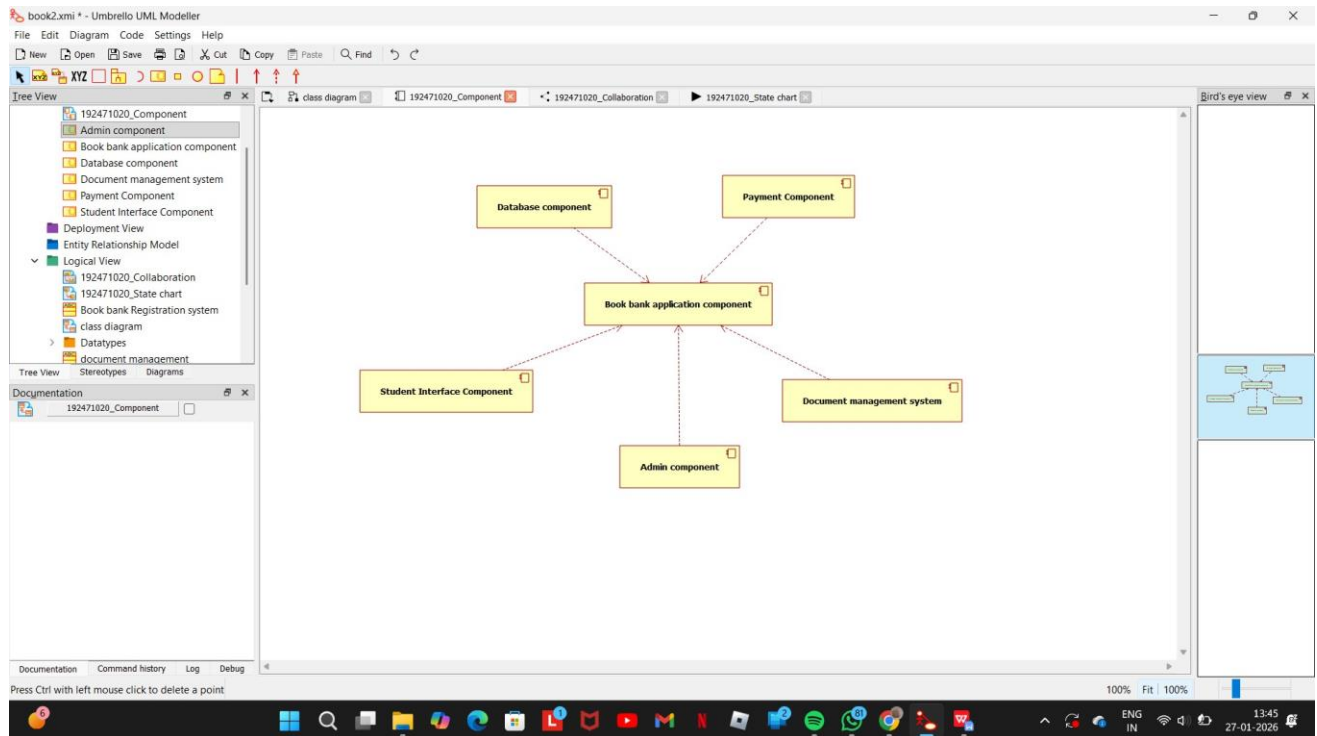 book2.xmi * - Umbrello UML Modeller
File Edit Diagram Code Settings Help
New Open Save Cut Copy Paste Find
XYZ
Tree View
class diagram
192471020_Component
192471020_Collaboration
192471020_State chart
Bird's eye view
192471020_Component
Admin component
Book bank application component
Database component
Document management system
Payment Component
Student Interface Component
Deployment View
Entity Relationship Model
Logical View
192471020_Collaboration
192471020_State chart
Book bank Registration system
class diagram
Datatypes
document management
Tree View Stereotypes Diagrams
Documentation
192471020_Component
Database component
Payment Component
Book bank application component
Student Interface Component
Document management system
Admin component
Documentation Command history Log Debug
Press Ctrl with left mouse click to delete a point
100% Fit 100%
6
1
2
81
ENG
IN
13:45
27-01-2026